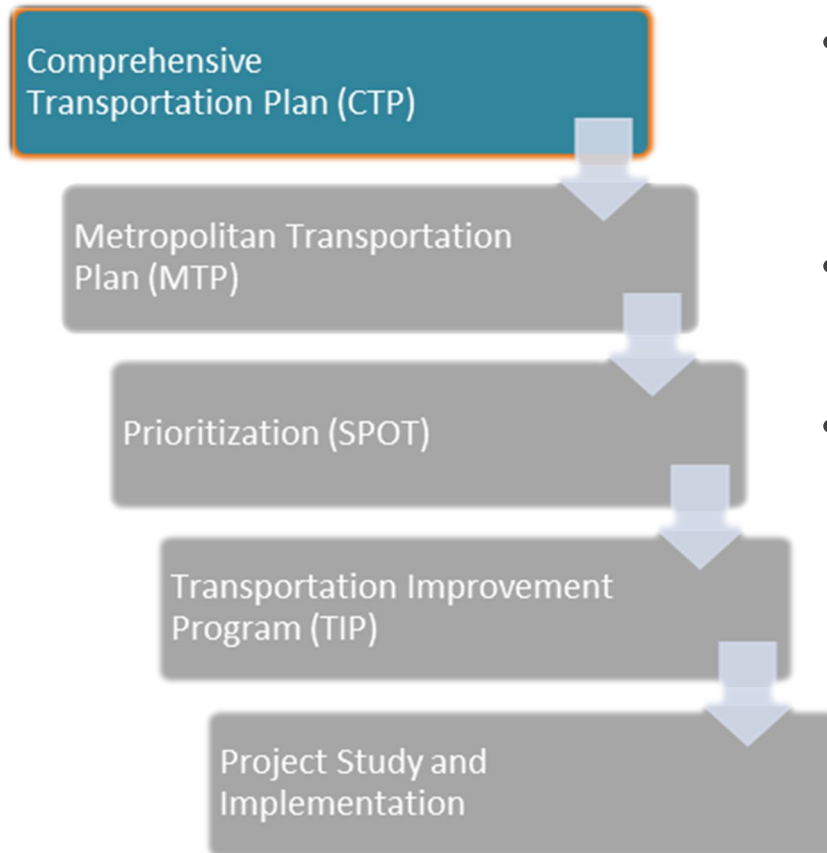 Comprehensive
Transportation Plan (CTP)
Metropolitan Transportation
Plan (MTP)
Prioritization (SPOT)
Transportation Improvement
Program (TIP)
Project Study and
Implementation